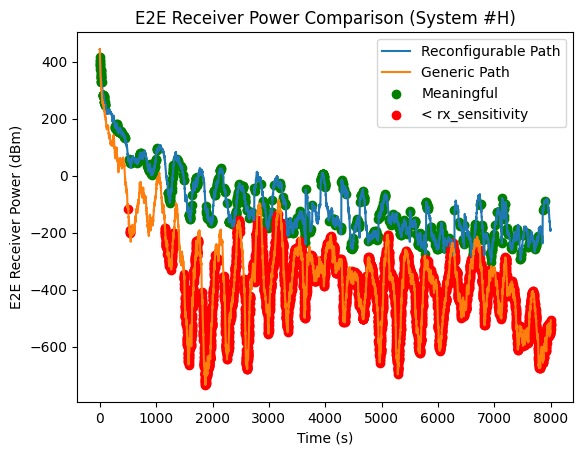 E2E Receiver Power Comparison (System #H)
Reconfigurable Path
Generic Path
Meaningful
< rx_sensitivity
E2E Receiver Power (dBm)
400
200
0
−200
−400
−600
0 1000 2000 3000 4000 5000 6000 7000 8000
Time (s)